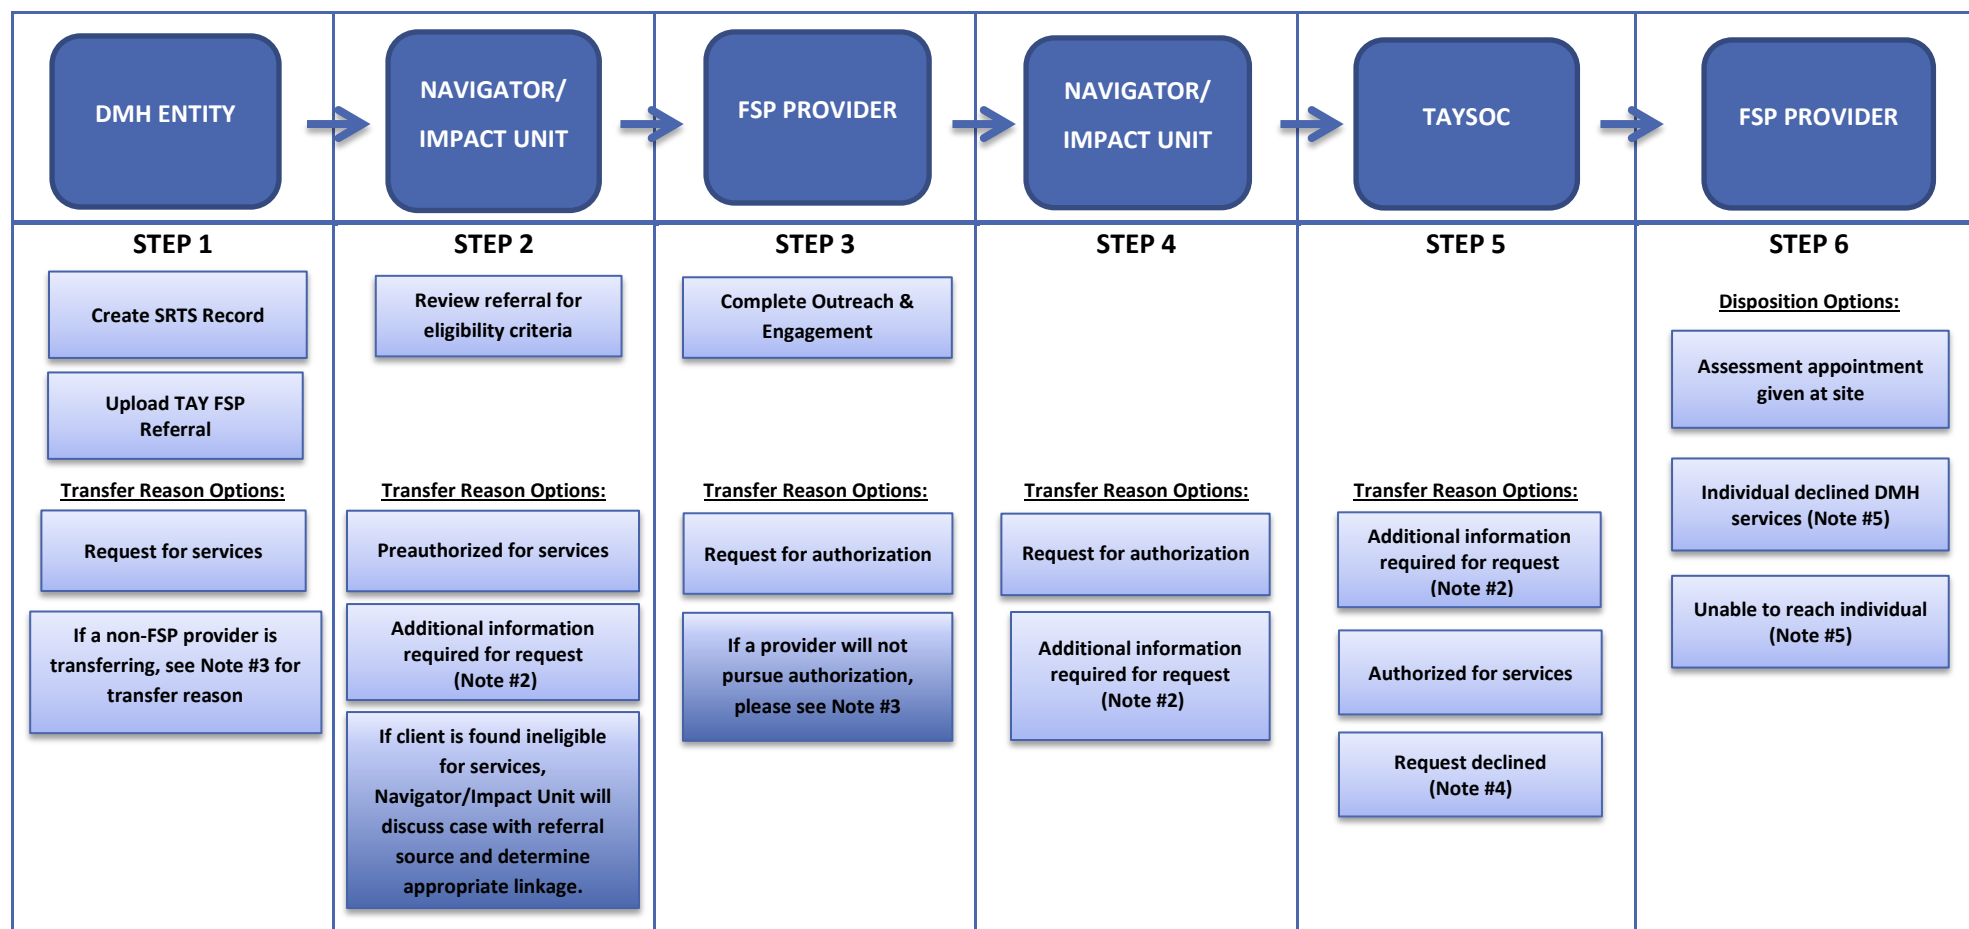 DMH ENTITY
NAVIGATOR/
IMPACT UNIT
FSP PROVIDER
NAVIGATOR/
IMPACT UNIT
TAYSOC
FSP PROVIDER
STEP 1
Create SRTS Record
Upload TAY FSP
Referral
Transfer Reason Options:
Request for services
If a non-FSP provider is
transferring, see Note #3 for
transfer reason
STEP 2
Review referral for
eligibility criteria
Transfer Reason Options:
Preauthorized for services
Additional information
required for request
(Note #2)
If client is found ineligible
for services,
Navigator/Impact Unit will
discuss case with referral
source and determine
appropriate linkage.
STEP 3
Complete Outreach &
Engagement
Transfer Reason Options:
Request for authorization
If a provider will not
pursue authorization,
please see Note #3
STEP 4
Transfer Reason Options:
Request for authorization
Additional information
required for request
(Note #2)
STEP 5
Transfer Reason Options:
Additional information
required for request
(Note #2)
Authorized for services
Request declined
(Note #4)
STEP 6
Disposition Options:
Assessment appointment
given at site
Individual declined DMH
services (Note #5)
Unable to reach individual
(Note #5)